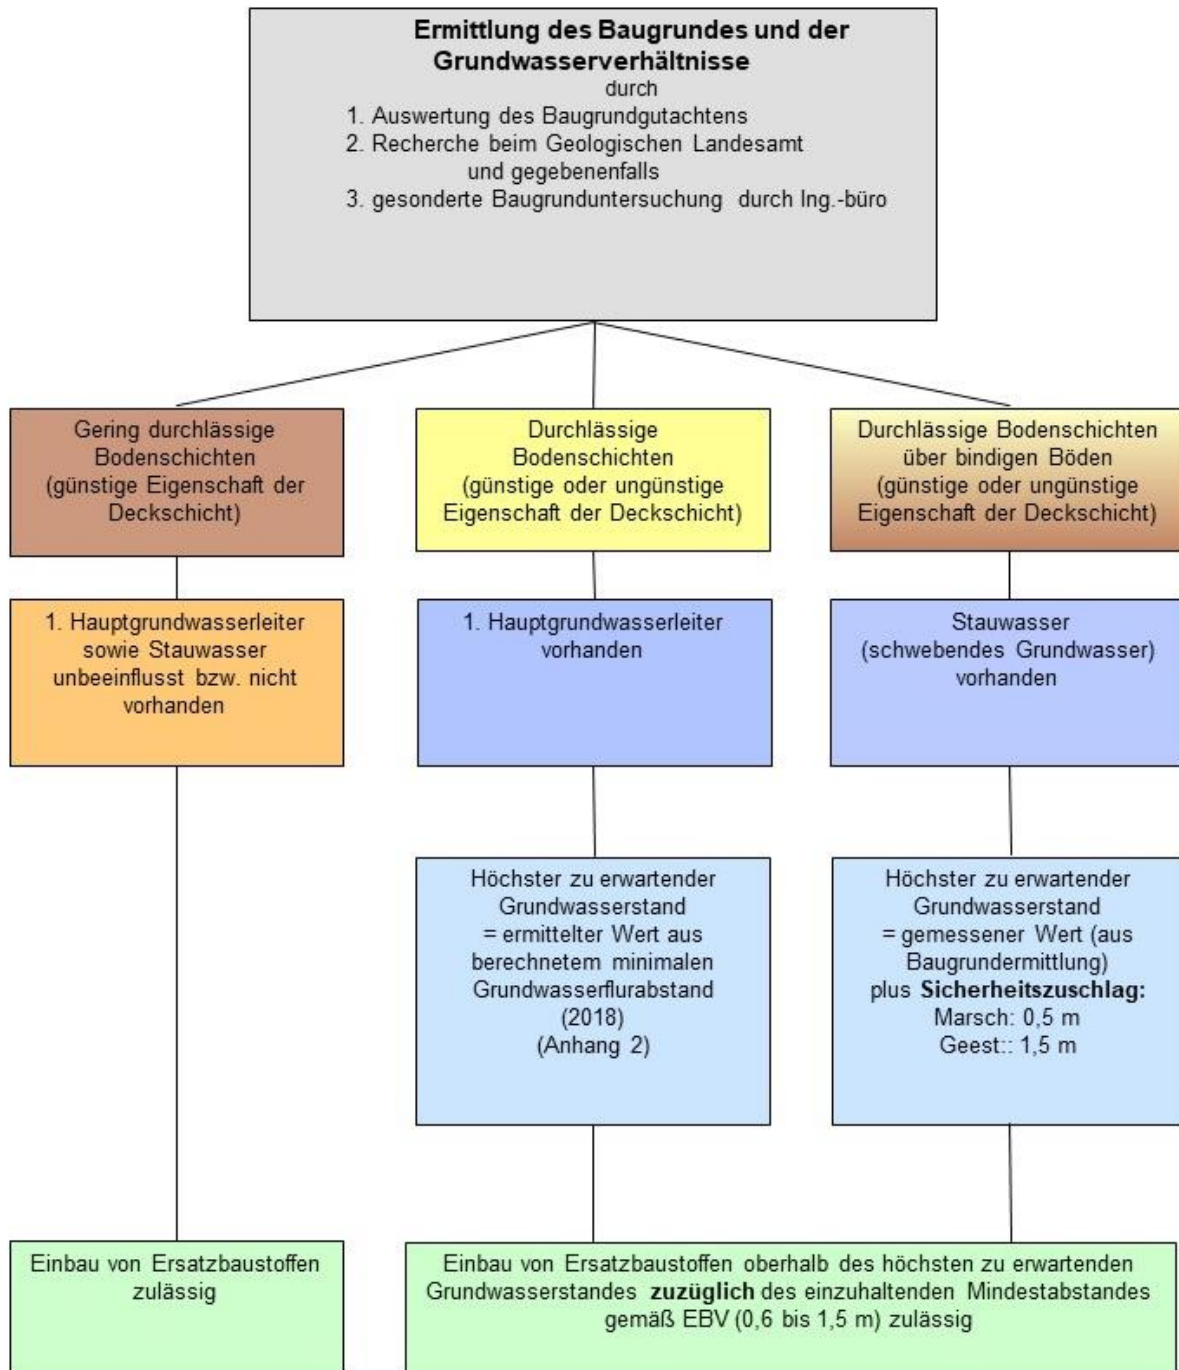 Ermittlung des Baugrundes und der
Grundwasserverhältnisse
durch
1. Auswertung des Baugrundgutachtens
2. Recherche beim Geologischen Landesamt
und gegebenenfalls
3. gesonderte Baugrunduntersuchung durch Ing.-büro
Gering durchlässige
Bodenschichten
(günstige Eigenschaft der
Deckschicht)
Durchlässige
Bodenschichten
(günstige oder ungünstige
Eigenschaft der Deckschicht)
Durchlässige Bodenschichten
über bindigen Böden
(günstige oder ungünstige
Eigenschaft der Deckschicht)
1. Hauptgrundwasserleiter
sowie Stauwasser
unbeeinflusst bzw. nicht
vorhanden
1. Hauptgrundwasserleiter
vorhanden
Stauwasser
(schwebendes Grundwasser)
vorhanden
Höchster zu erwartender
Grundwasserstand
= ermittelter Wert aus
berechnetem minimalen
Grundwasserflurabstand
(2018)
(Anhang 2)
Höchster zu erwartender
Grundwasserstand
= gemessener Wert (aus
Baugrundermittlung)
plus Sicherheitszuschlag:
Marsch: 0,5 m
Geest:: 1,5 m
Einbau von Ersatzbaustoffen
zulässig
Einbau von Ersatzbaustoffen oberhalb des höchsten zu erwartenden
Grundwasserstandes zuzüglich des einzuhaltenden Mindestabstandes
gemäß EBV (0,6 bis 1,5 m) zulässig